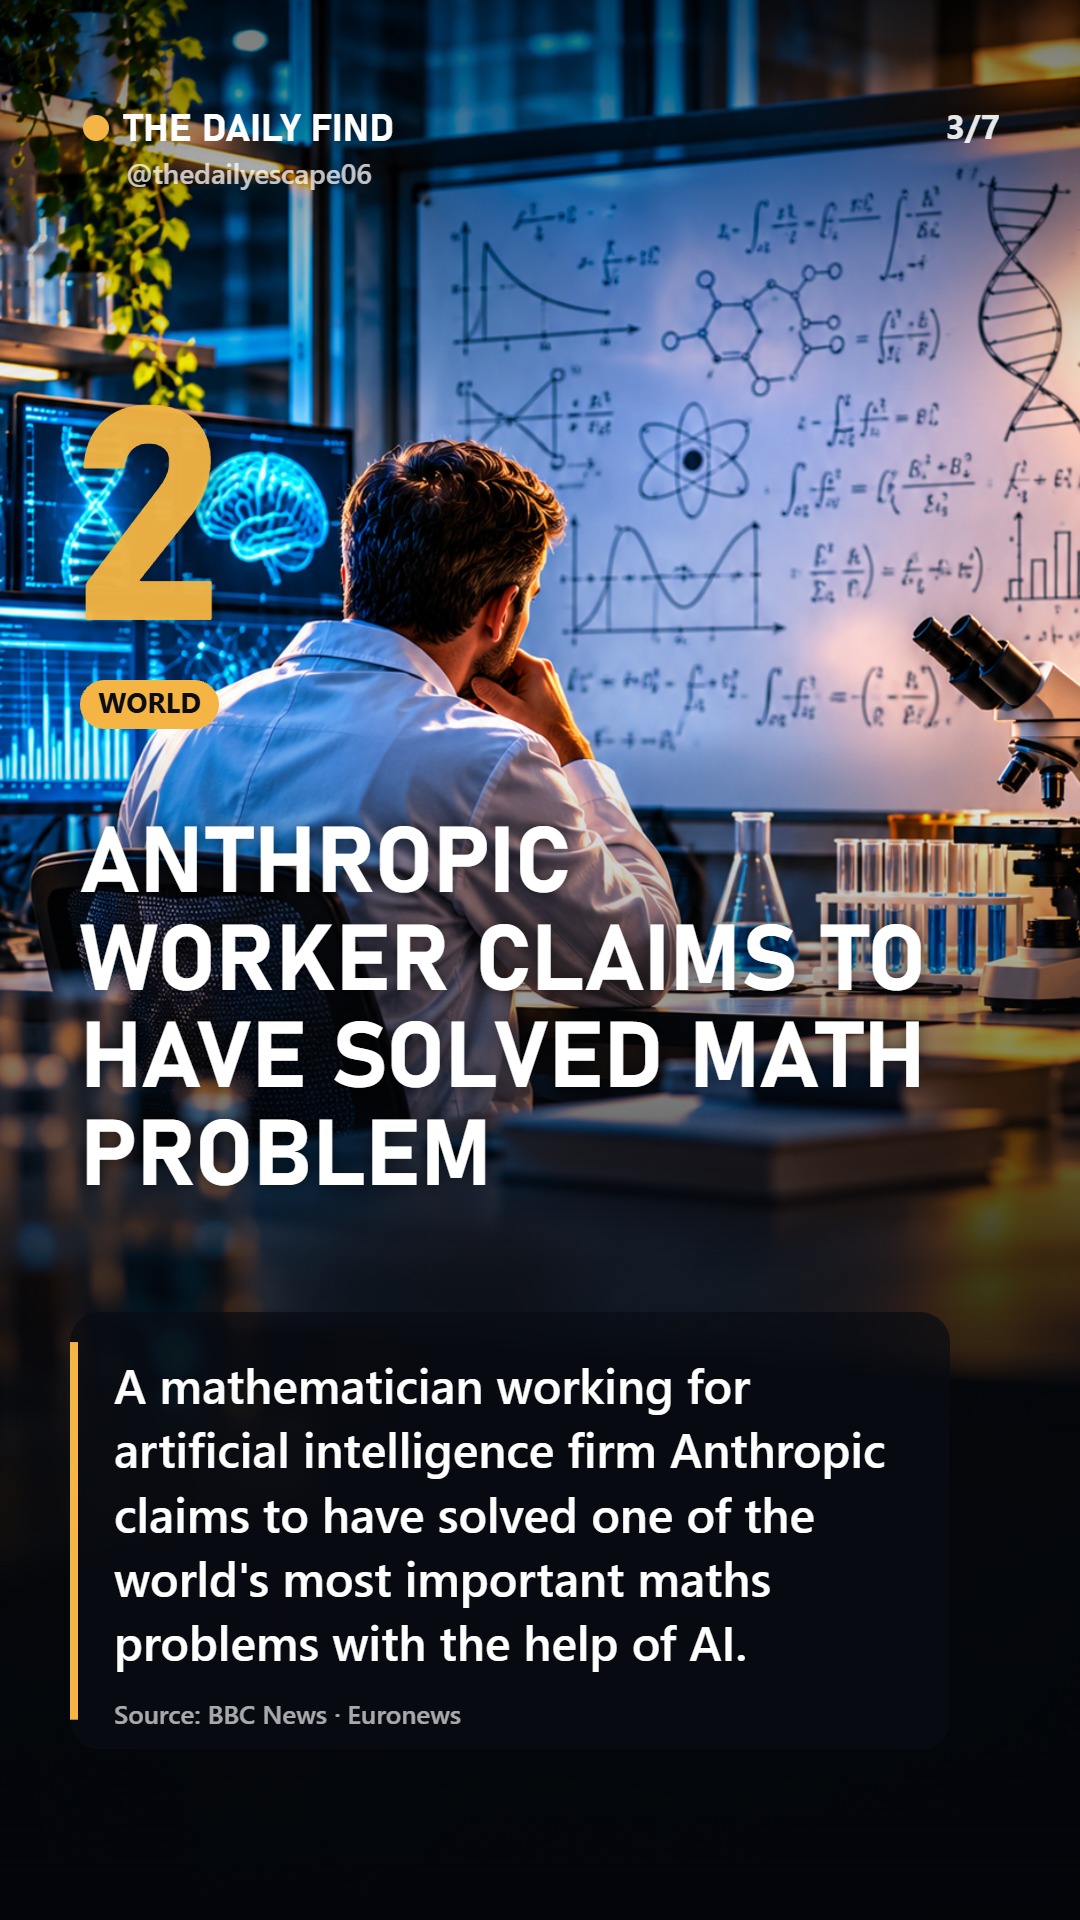 THE DAILY FIND
3/7
@thedailyescape06
2
WORLD
ANTHROPIC
WORKER CLAIMS TO
HAVE SOLVED MATH
PROBLEM
A mathematician working for
artificial intelligence firm Anthropic
claims to have solved one of the
world's most important maths
problems with the help of AI.
Source: BBC News · Euronews